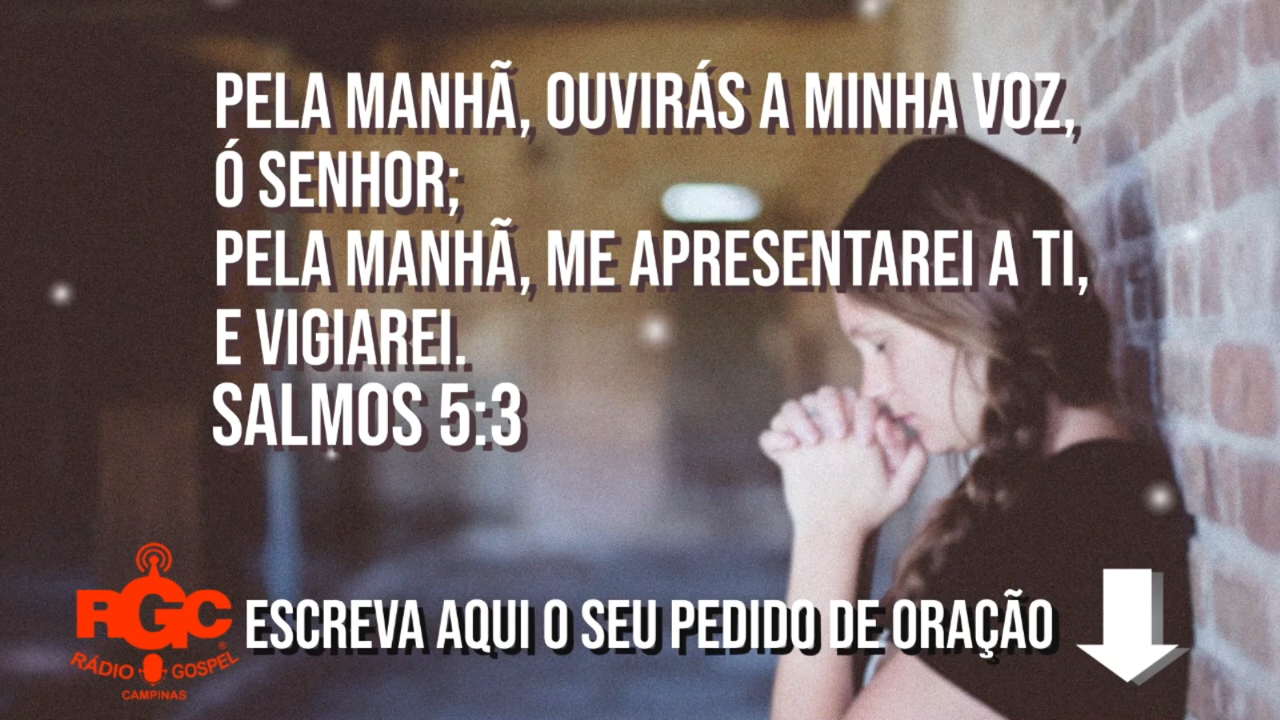 PELA MANHÃ, OUVIRÁS A MINHA VOZ,
Ó SENHOR;
PELA MANHÃ, ME APRESENTAREI A TI,
E VIGIAREI.
SALMOS 5:3
RGC
RÁDIO GOSPEL
CAMPINAS
ESCREVA AQUI O SEU PEDIDO DE ORAÇÃO